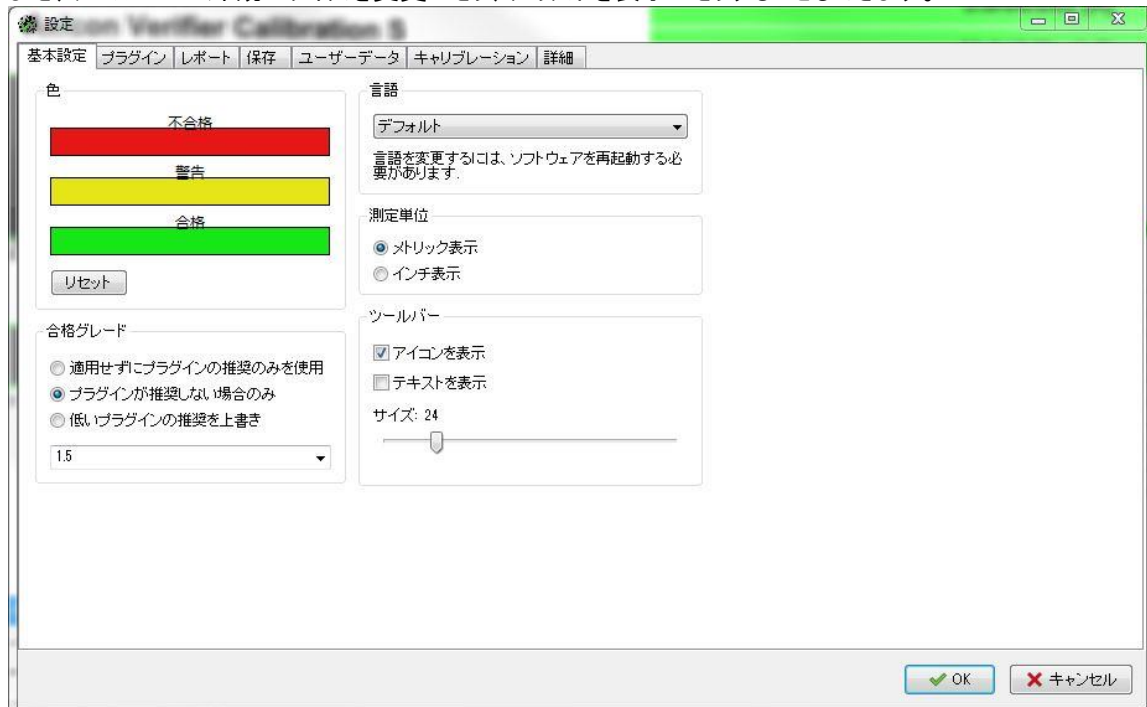 設定
on Verifier Calibration S
基本設定 プラグイン レポート 保存 ユーザーデータ キャリブレーション 詳細
色
不合格
警告
合格
リセット
合格グレード
適用せずにプラグインの推奨のみを使用
プラグインが推奨しない場合のみ
低いプラグインの推奨を上書き
1.5
言語
デフォルト
言語を変更するには、ソフトウェアを再起動する必
要があります.
測定単位
メトリック表示
インチ表示
ツールバー
アイコンを表示
テキストを表示
サイズ: 24
OK
キャンセル